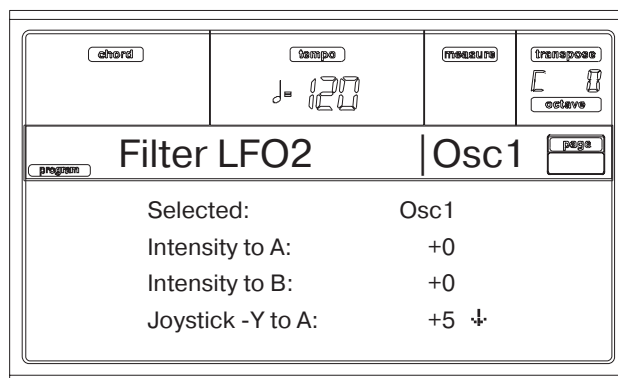 chord tempo measure transpose
♩= 120 C 0
octave
program Filter LFO2 |Osc1 page
Selected: Osc1
Intensity to A: +0
Intensity to B: +0
Joystick -Y to A: +5